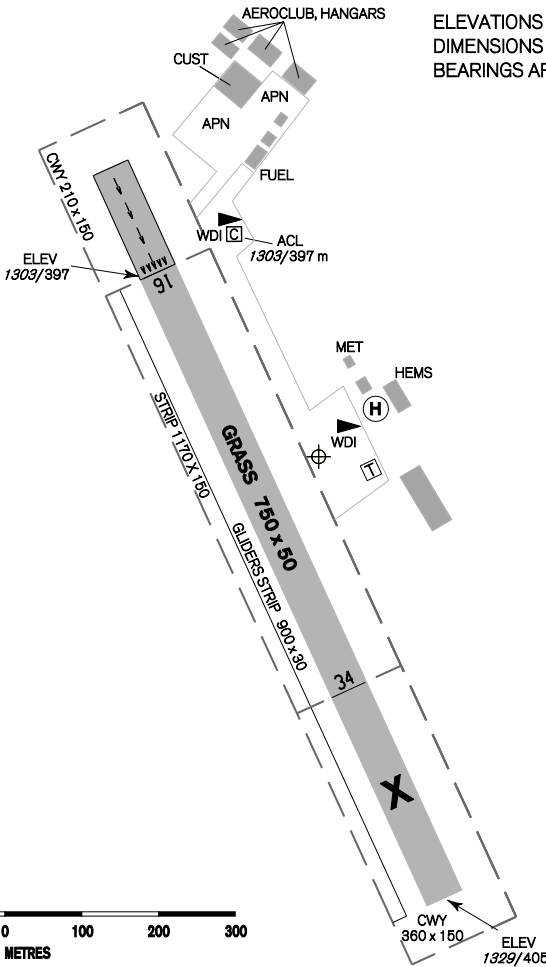 AEROCLUB, HANGARS
ELEVATIONS
DIMENSIONS
BEARINGS
CUST
APN
APN
FUEL
CWY 210 x 150
WDI C
ACL
1303/397 m
ELEV
1303/397
16
MET
HEMS
H
WDI
T
STRIP 1170 X 150
GRASS 750 x 50
GLIDERS STRIP 900 x 30
34
X
0 100 200 300
METRES
CWY
360 x 150
ELEV
1329/405